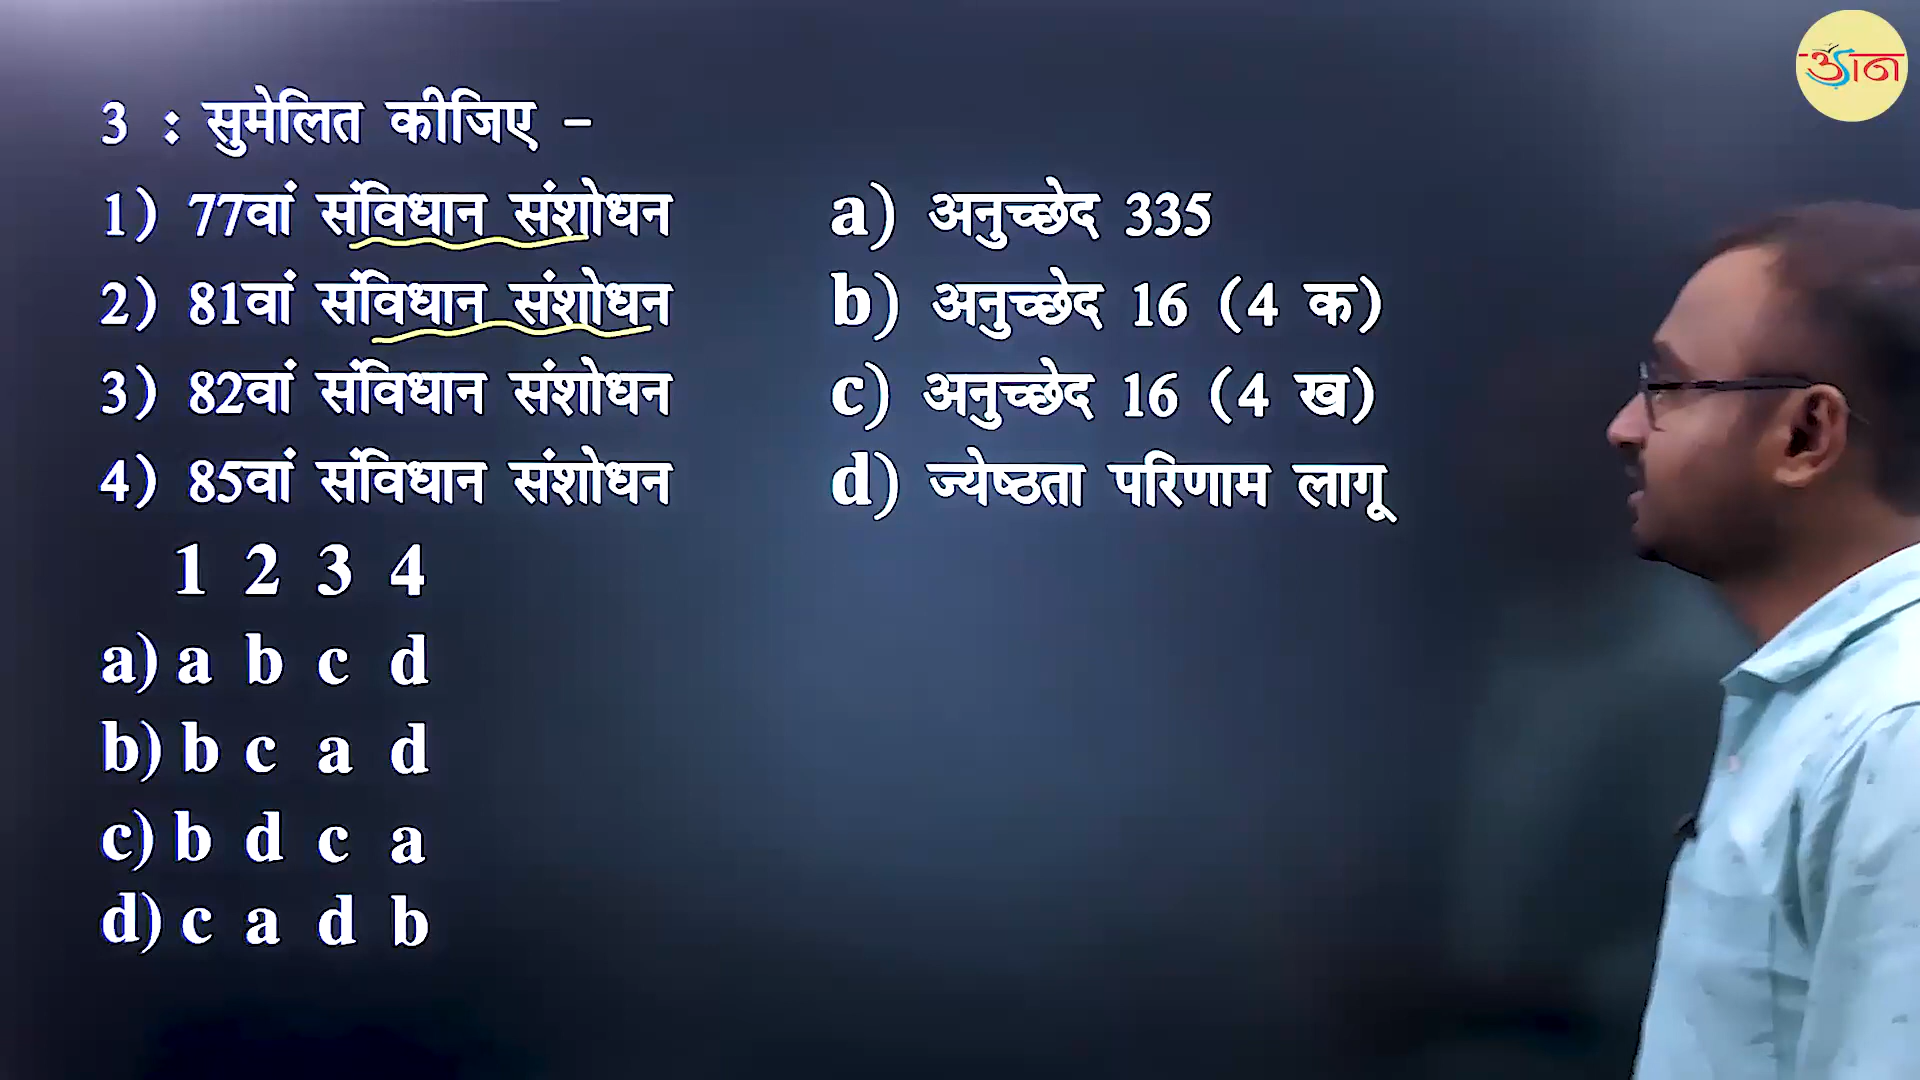 उड़ान
3 : सुमेलित कीजिए -
1) 77वां संविधान संशोधन a) अनुच्छेद 335
2) 81वां संविधान संशोधन b) अनुच्छेद 16 (4 क)
3) 82वां संविधान संशोधन c) अनुच्छेद 16 (4 ख)
4) 85वां संविधान संशोधन d) ज्येष्ठता परिणाम लागू
1 2 3 4
a) a b c d
b) b c a d
c) b d c a
d) c a d b